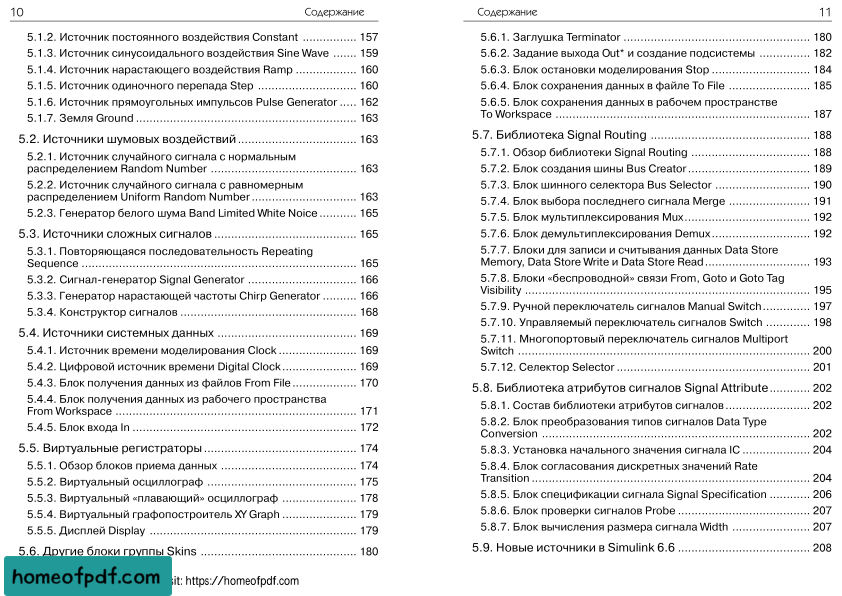 10 Содержание
5.1.2. Источник постоянного воздействия Constant ................ 157
5.1.3. Источник синусоидального воздействия Sine Wave ....... 159
5.1.4. Источник нарастающего воздействия Ramp .................. 160
5.1.5. Источник одиночного перепада Step ............................. 160
5.1.6. Источник прямоугольных импульсов Pulse Generator ..... 162
5.1.7. Земля Ground ................................................................. 163
5.2. Источники шумовых воздействий ................................... 163
5.2.1. Источник случайного сигнала с нормальным
распределением Random Number ........................................... 163
5.2.2. Источник случайного сигнала с равномерным
распределением Uniform Random Number ............................... 163
5.2.3. Генератор белого шума Band Limited White Noice ........... 165
5.3. Источники сложных сигналов .......................................... 165
5.3.1. Повторяющаяся последовательность Repeating
Sequence ................................................................................ 165
5.3.2. Сигнал-генератор Signal Generator ................................ 166
5.3.3. Генератор нарастающей частоты Chirp Generator .......... 166
5.3.4. Конструктор сигналов .................................................... 168
5.4. Источники системных данных ......................................... 169
5.4.1. Источник времени моделирования Clock ....................... 169
5.4.2. Цифровой источник времени Digital Clock ...................... 169
5.4.3. Блок получения данных из файлов From File ................... 170
5.4.4. Блок получения данных из рабочего пространства
From Workspace ...................................................................... 171
5.4.5. Блок входа In .................................................................. 172
5.5. Виртуальные регистраторы ............................................. 174
5.5.1. Обзор блоков приема данных ........................................ 174
5.5.2. Виртуальный осциллограф ............................................ 175
5.5.3. Виртуальный «плавающий» осциллограф ...................... 178
5.5.4. Виртуальный графопостроитель XY Graph ...................... 179
5.5.5. Дисплей Display ............................................................. 179
5.6. Другие блоки группы Skins .............................................. 180
homeofpdf.com
sit: https://homeofpdf.com
Содержание 11
5.6.1. Заглушка Terminator ...................................................... 180
5.6.2. Задание выхода Out* и создание подсистемы ............... 182
5.6.3. Блок остановки моделирования Stop ............................. 184
5.6.4. Блок сохранения данных в файле To File ........................ 185
5.6.5. Блок сохранения данных в рабочем пространстве
To Workspace .......................................................................... 187
5.7. Библиотека Signal Routing ............................................... 188
5.7.1. Обзор библиотеки Signal Routing ................................... 188
5.7.2. Блок создания шины Bus Creator .................................... 189
5.7.3. Блок шинного селектора Bus Selector ............................ 190
5.7.4. Блок выбора последнего сигнала Merge ........................ 191
5.7.5. Блок мультиплексирования Mux ..................................... 192
5.7.6. Блок демультиплексирования Demux ............................. 192
5.7.7. Блоки для записи и считывания данных Data Store
Memory, Data Store Write и Data Store Read ............................... 193
5.7.8. Блоки «беспроводной» связи From, Goto и Goto Tag
Visibility ................................................................................... 195
5.7.9. Ручной переключатель сигналов Manual Switch .............. 197
5.7.10. Управляемый переключатель сигналов Switch ............. 198
5.7.11. Многопортовый переключатель сигналов Multiport
Switch ..................................................................................... 200
5.7.12. Селектор Selector ......................................................... 201
5.8. Библиотека атрибутов сигналов Signal Attribute ............ 202
5.8.1. Состав библиотеки атрибутов сигналов ......................... 202
5.8.2. Блок преобразования типов сигналов Data Type
Conversion .............................................................................. 202
5.8.3. Установка начального значения сигнала IC .................... 204
5.8.4. Блок согласования дискретных значений Rate
Transition ................................................................................. 204
5.8.5. Блок спецификации сигнала Signal Specification ............ 206
5.8.6. Блок проверки сигналов Probe ....................................... 207
5.8.7. Блок вычисления размера сигнала Width ....................... 207
5.9. Новые источники в Simulink 6.6 ....................................... 208